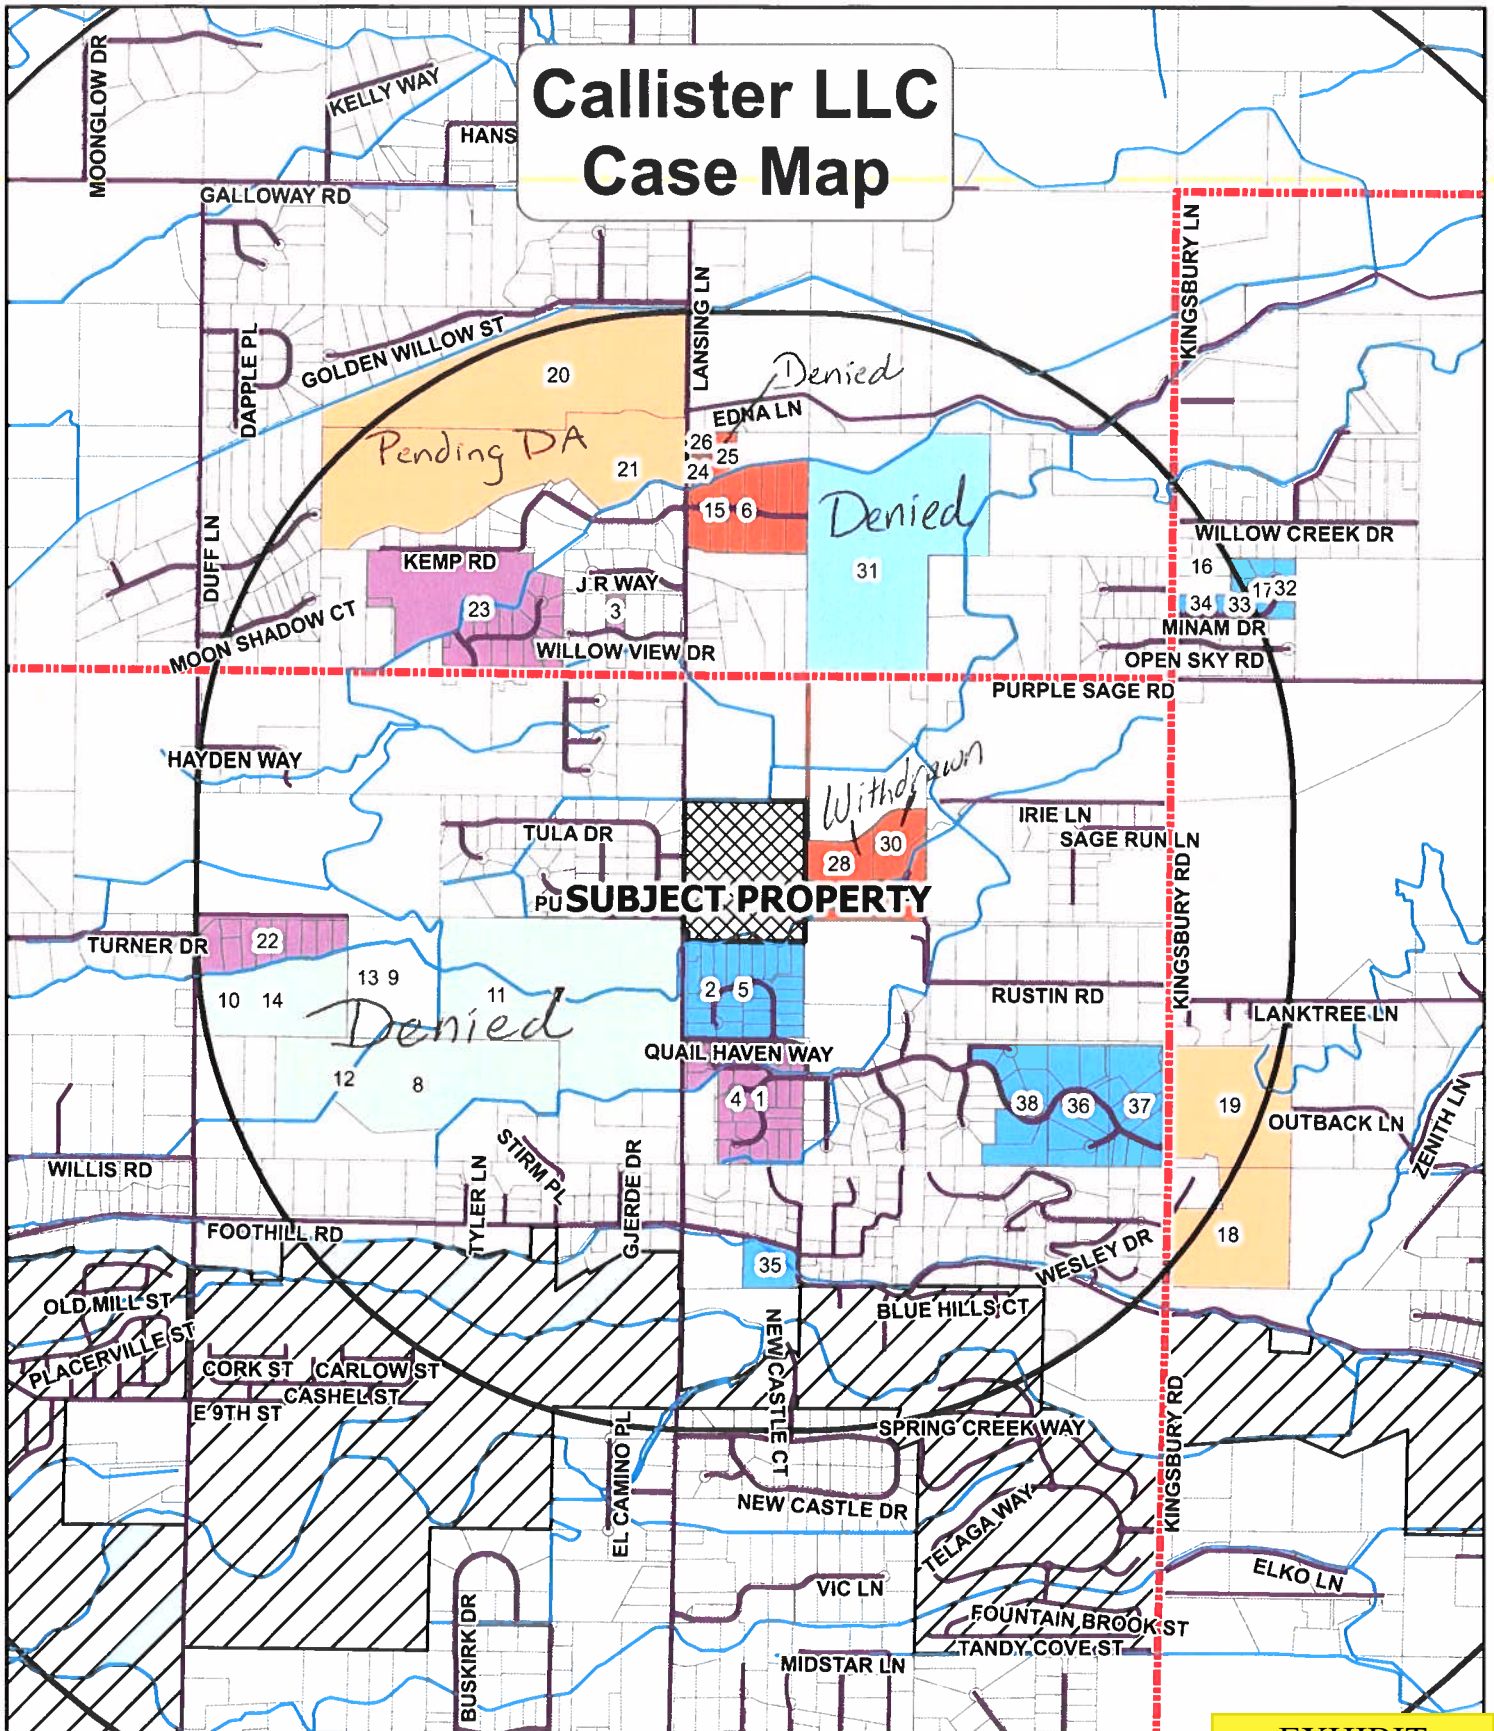 Callister LLC
Case Map
MOONGLOW DR
KELLY WAY
HANS
GALLOWAY RD
KINGSBURY LN
LANSING LN
GOLDEN WILLOW ST
DAPPLE PL
20
Denied
EDNA LN
Pending DA
26
25
24
21
15
6
Denied
WILLOW CREEK DR
DUFF LN
KEMP RD
J R WAY
31
16
17
32
23
3
34
33
MINAM DR
MOON SHADOW CT
WILLOW VIEW DR
OPEN SKY RD
PURPLE SAGE RD
HAYDEN WAY
Withdrawn
IRIE LN
TULA DR
SAGE RUN LN
28
30
PU
SUBJECT PROPERTY
KINGSBURY RD
TURNER DR
22
13
9
10
14
11
2
5
RUSTIN RD
LANKTREE LN
Denied
QUAIL HAVEN WAY
12
8
4
1
38
36
37
19
OUTBACK LN
ZENITH LN
WILLIS RD
STIRM PL
TYLER LN
GJERDE DR
FOOTHILL RD
18
WESLEY DR
35
OLD MILL ST
BLUE HILLS CT
PLACERVILLE ST
NEW CASTLE CT
CORK ST
CARLOW ST
CASHEL ST
E 9TH ST
SPRING CREEK WAY
KINGSBURY RD
EL CAMINO PL
NEW CASTLE DR
TELAGA WAY
VIC LN
ELKO LN
BUSKIRK DR
FOUNTAIN BROOK ST
TANDY COVE ST
MIDSTAR LN
EXHIBIT